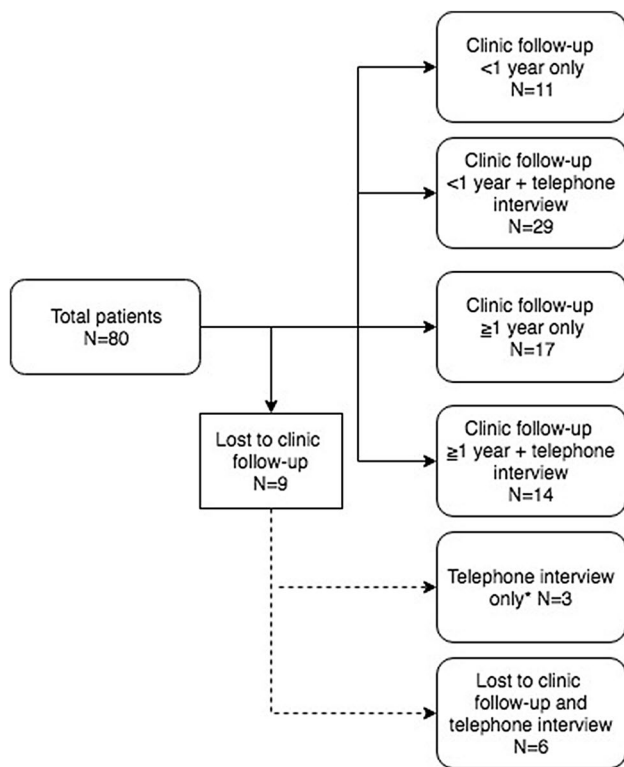 Clinic follow-up
<1 year only
N=11
Clinic follow-up
<1 year + telephone
interview
N=29
Total patients
N=80
Clinic follow-up
≧1 year only
N=17
Lost to clinic
follow-up
N=9
Clinic follow-up
≧1 year + telephone
interview
N=14
Telephone interview
only* N=3
Lost to clinic
follow-up and
telephone interview
N=6